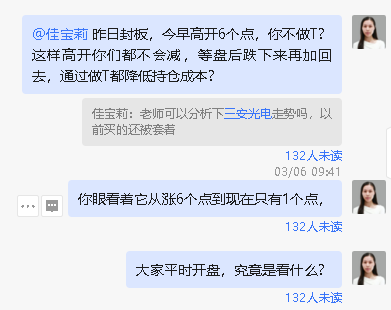 @佳宝莉 昨日封板，今早高开6个点，你不做T？
这样高开你们都不会减，等盘后跌下来再加回
去，通过做T都降低持仓成本？
佳宝莉：老师可以分析下三安光电走势吗，以
前买的还被套着
132人未读
03/06 09:41
你眼看着它从涨6个点到现在只有1个点，
132人未读
大家平时开盘，究竟是看什么？
132人未读